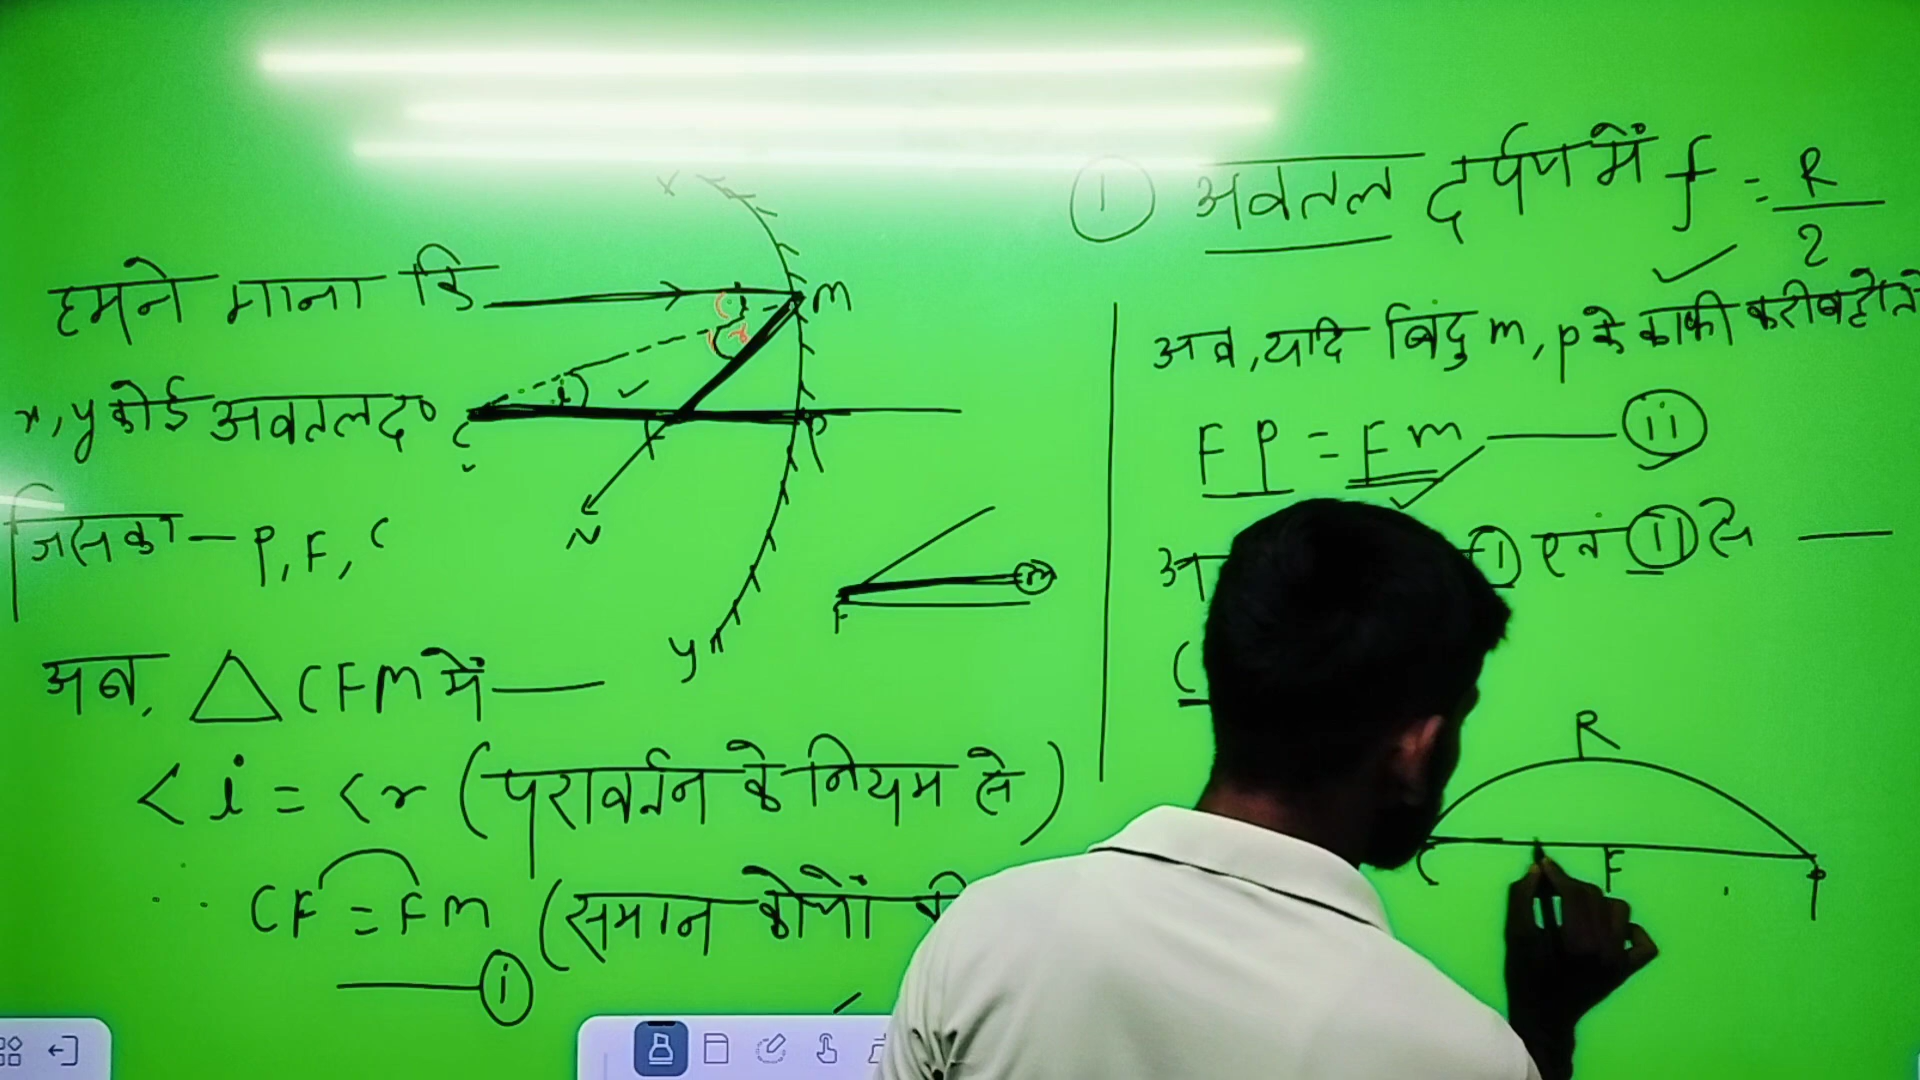 ① अवतल दर्पण में f = R/2
हमने माना कि
x, y कोई अवतल द०
जिसका — P, F, C
अब, △ CFM में —
< i = < r (परावर्तन के नियम से)
∴ CF = FM (समान कोणों
— ⓘ
X
i
r
M
i
C
F
P
N
y
F
M
अब, यदि बिंदु M, P के काफी करीब हो तो
FP = FM — ⓘⓘ
ⓘ एवं ⓘⓘ से —
R
C
F
P